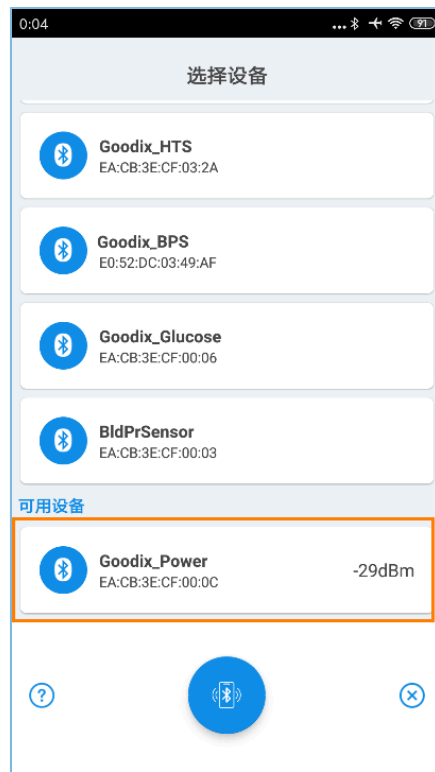 0:04
91
选择设备
Goodix_HTS
EA:CB:3E:CF:03:2A
Goodix_BPS
E0:52:DC:03:49:AF
Goodix_Glucose
EA:CB:3E:CF:00:06
BldPrSensor
EA:CB:3E:CF:00:03
可用设备
Goodix_Power
-29dBm
EA:CB:3E:CF:00:0C